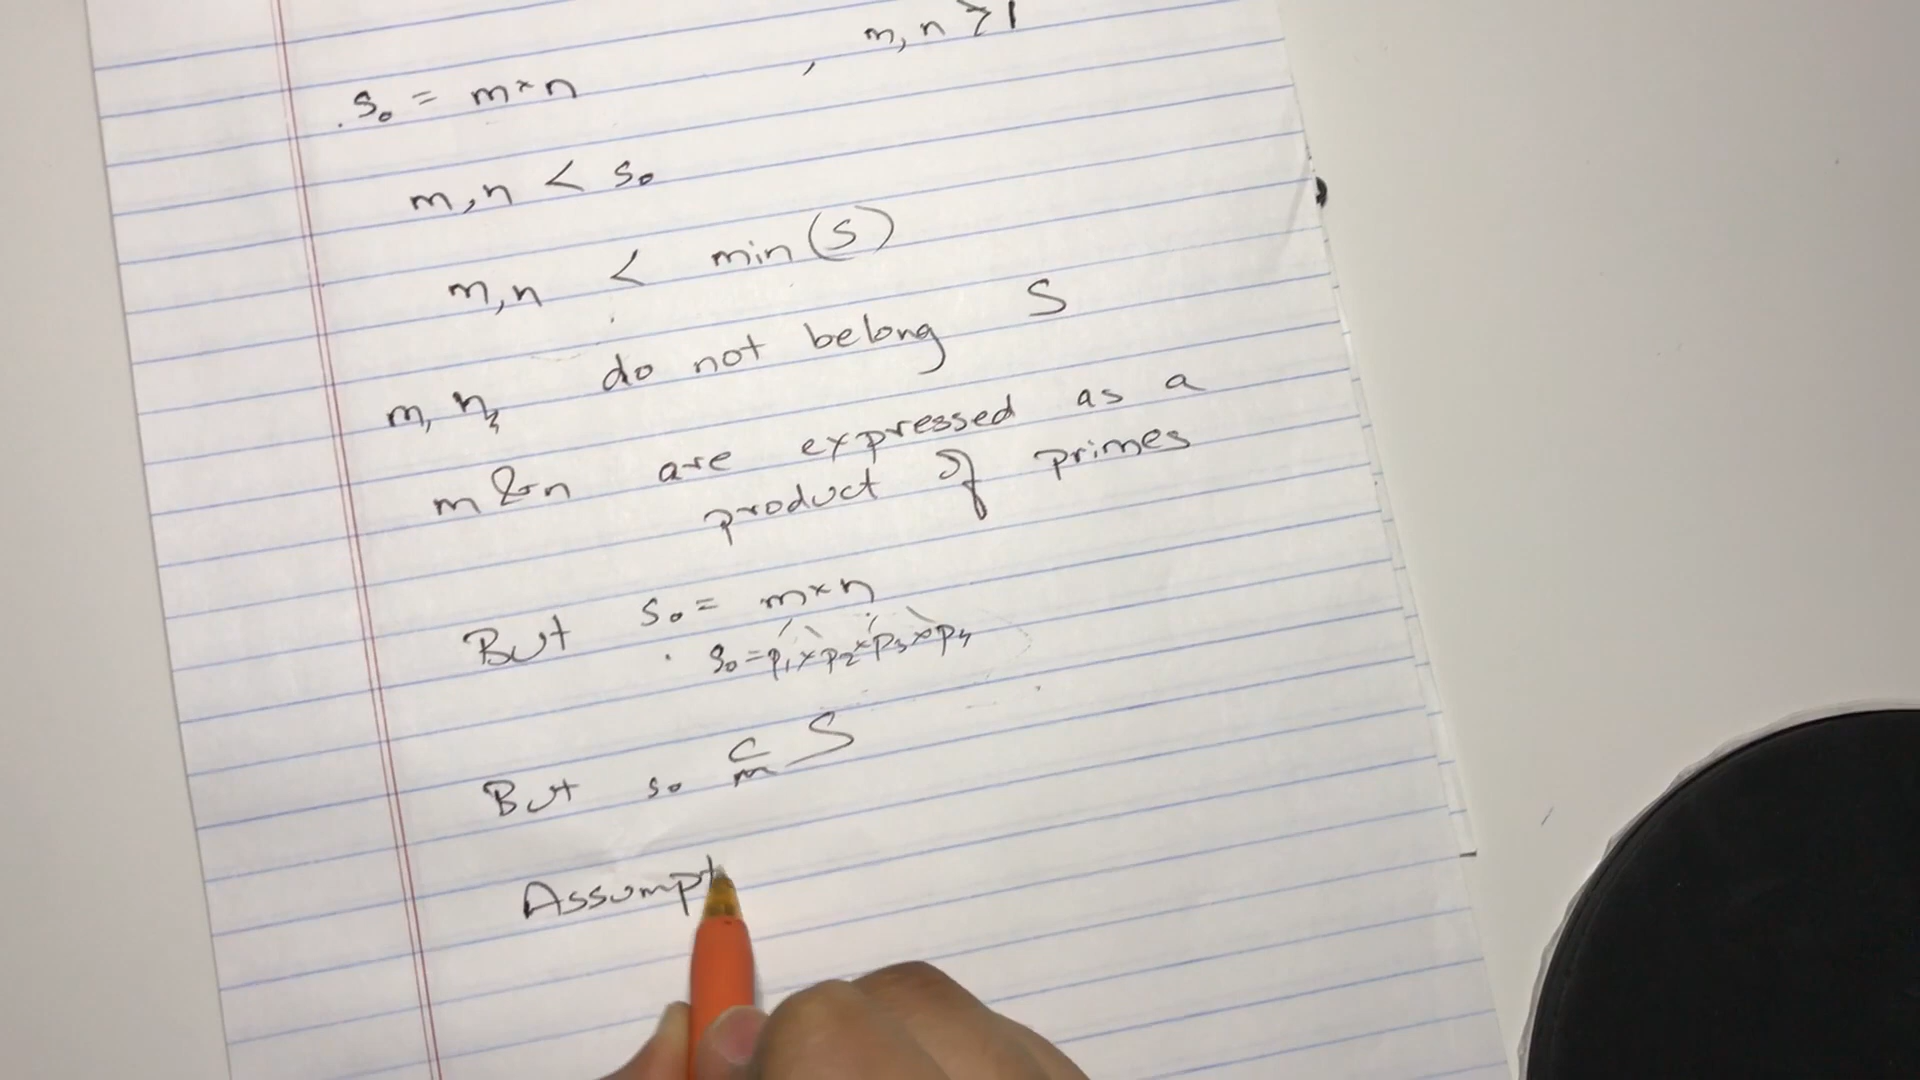 m, n > 1
s₀ = m × n ,
m, n < s₀
m, n < min (S)
m, n do not belong S
m & n are expressed as a
product of primes
But s₀ = m × n
s₀ = p₁ × p₂ × p₃ × p₄
But s₀ ∈ S
Assumpt